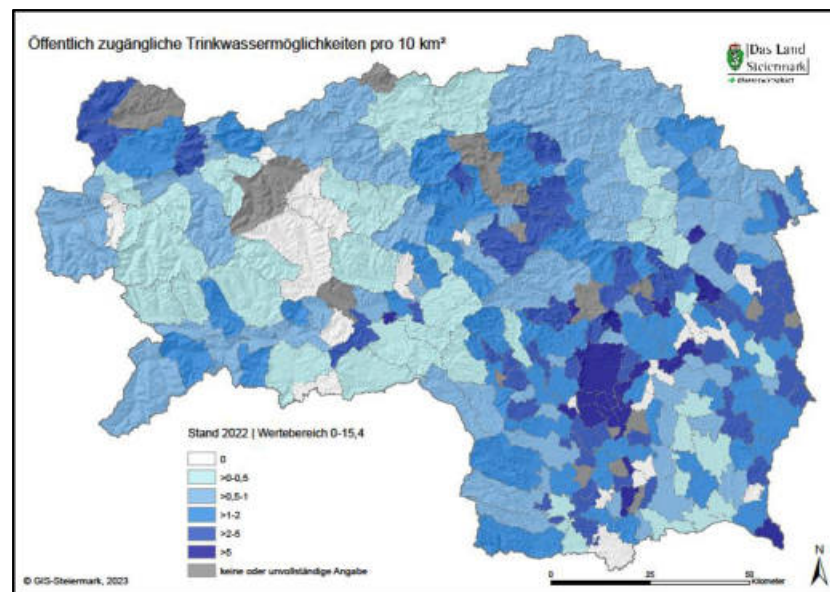 Öffentlich zugängliche Trinkwassermöglichkeiten pro 10 km²
Das Land
Steiermark
Stand 2022 | Wertebereich 0-15,4
0
>0-0,5
>0,5-1
>1-2
>2-5
>5
keine oder unvollständige Angabe
© GIS-Steiermark, 2023
0 25 50
Kilometer
N